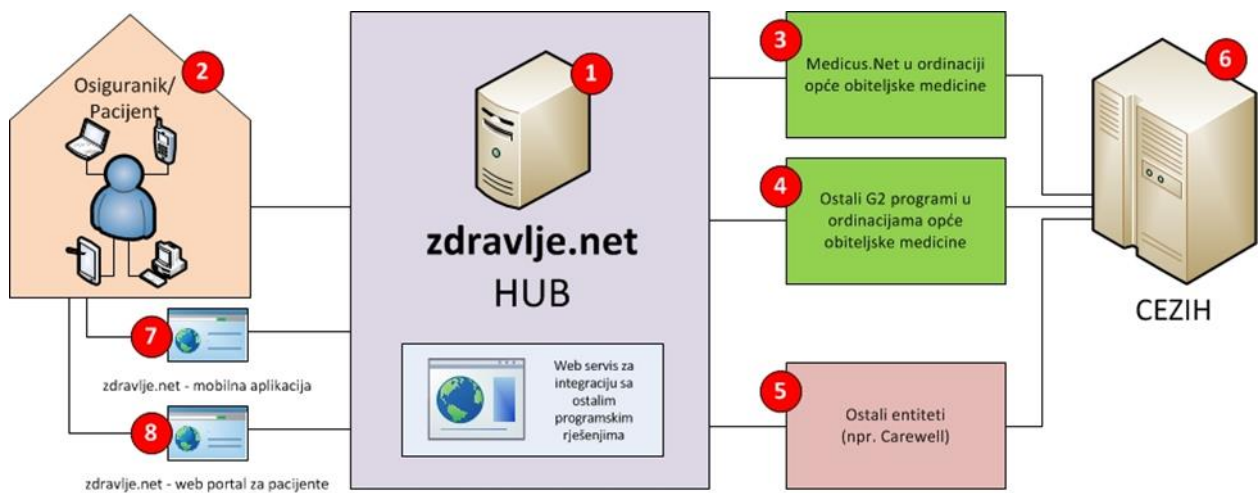 2
Osiguranik/
Pacijent
7
zdravlje.net - mobilna aplikacija
8
zdravlje.net - web portal za pacijente
1
zdravlje.net
HUB
Web servis za
integraciju sa
ostalim
programskim
rješenjima
3
Medicus.Net u ordinaciji
opće obiteljske medicine
4
Ostali G2 programi u
ordinacijama opće
obiteljske medicine
5
Ostali entiteti
(npr. Carewell)
6
CEZIH